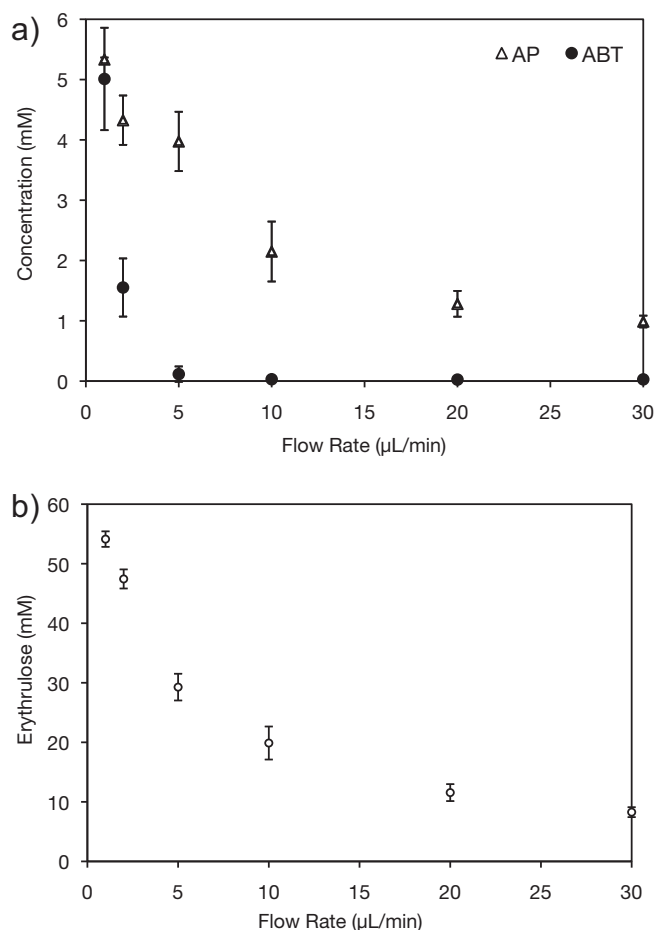 a)
Concentration (mM)
6
5
4
3
2
1
0
AP ABT
0 5 10 15 20 25 30
Flow Rate (µL/min)
b)
Erythrulose (mM)
60
50
40
30
20
10
0
0 5 10 15 20 25 30
Flow Rate (µL/min)